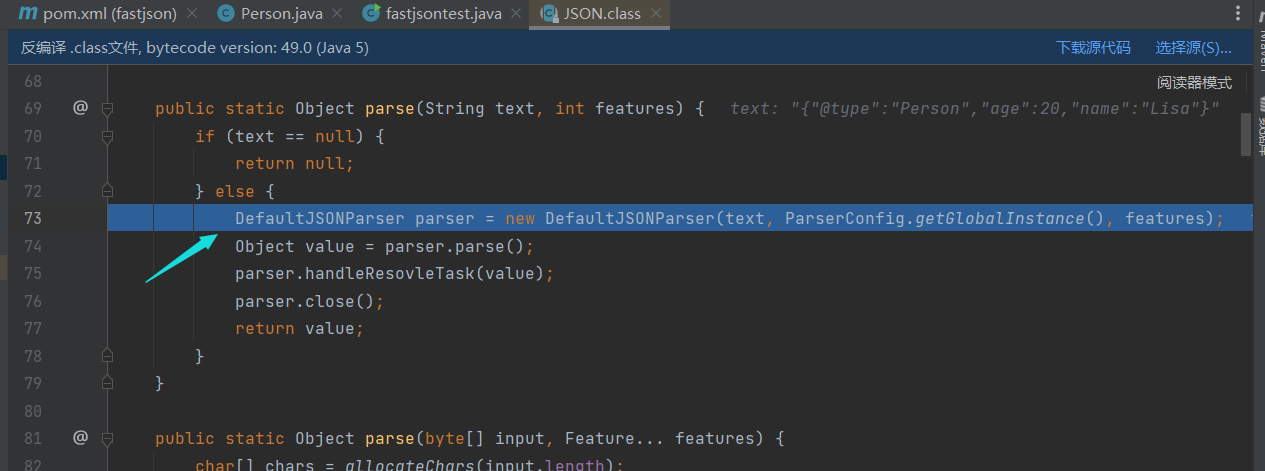 pom.xml (fastjson) Person.java fastjsontest.java JSON.class
反编译 .class文件, bytecode version: 49.0 (Java 5) 下载源代码 选择源(S)...
68 阅读器模式
69 @ public static Object parse(String text, int features) { text: "{"@type":"Person","age":20,"name":"Lisa"}"
70 if (text == null) {
71 return null;
72 } else {
73 DefaultJSONParser parser = new DefaultJSONParser(text, ParserConfig.getGlobalInstance(), features);
74 Object value = parser.parse();
75 parser.handleResovleTask(value);
76 parser.close();
77 return value;
78 }
79 }
80
81 @ public static Object parse(byte[] input, Feature... features) {
82 char[] chars = allocateChars(input.length);